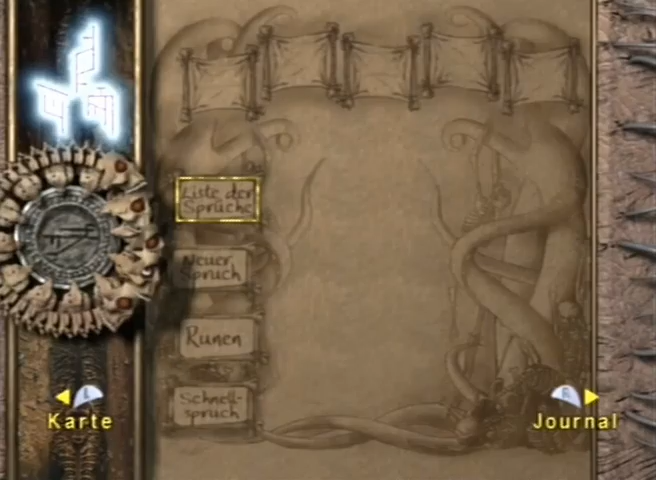 Liste der
Sprüche
Neuer
Spruch
Runen
Schnell-
spruch
L
R
Karte
Journal